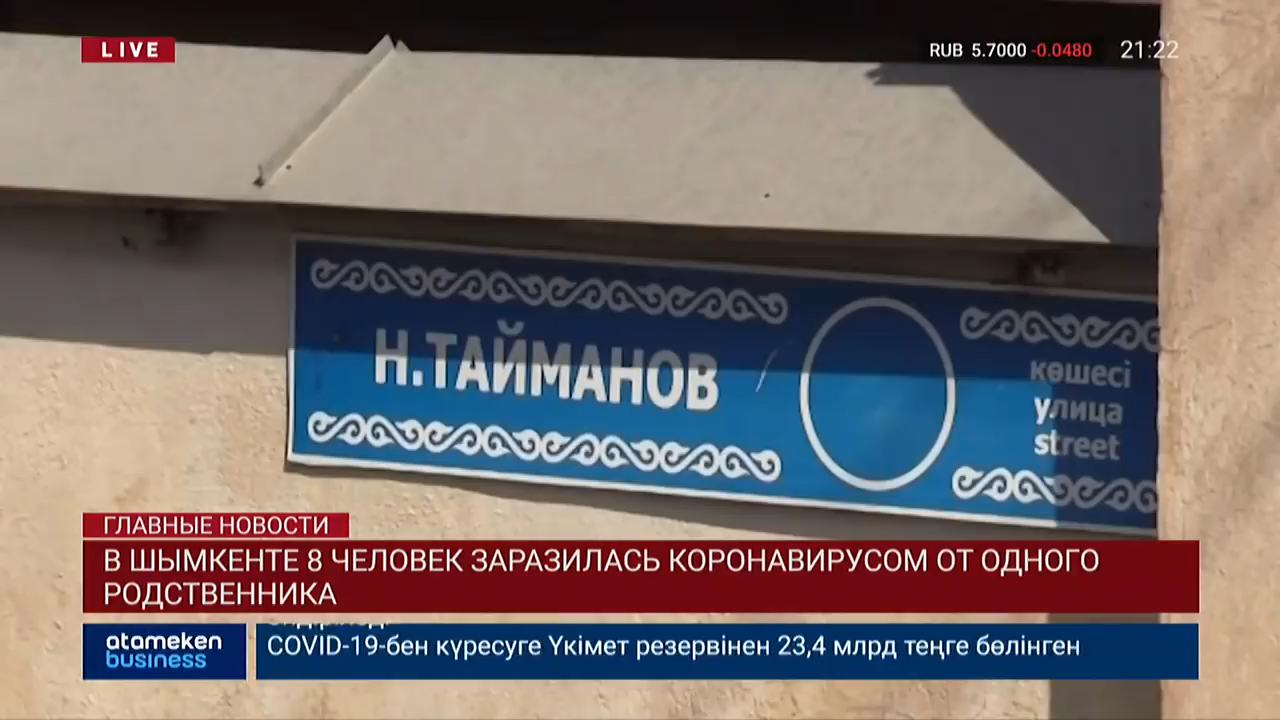 LIVE
RUB 5.7000 -0.0480
21:22
Н.ТАЙМАНОВ
көшесі
улица
street
ГЛАВНЫЕ НОВОСТИ
В ШЫМКЕНТЕ 8 ЧЕЛОВЕК ЗАРАЗИЛАСЬ КОРОНАВИРУСОМ ОТ ОДНОГО
РОДСТВЕННИКА
atameken
business
COVID-19-бен күресуге Үкімет резервінен 23,4 млрд теңге бөлінген